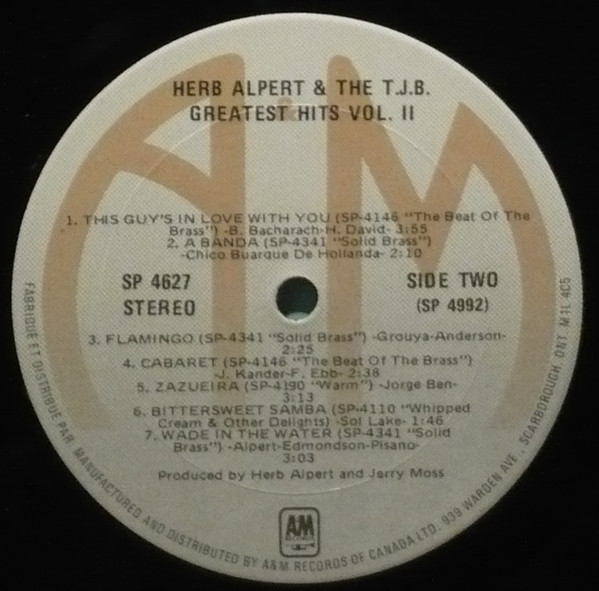 HERB ALPERT & THE T.J.B.
GREATEST HITS VOL. II
1. THIS GUY'S IN LOVE WITH YOU (SP-4146 "The Beat Of The
Brass") -B. Bacharach-H. David- 3:55
2. A BANDA (SP-4341 "Solid Brass")
-Chico Buarque De Hollanda- 2:10
SP 4627
STEREO
SIDE TWO
(SP 4992)
3. FLAMINGO (SP-4341 "Solid Brass") -Grouya-Anderson-
2:25
4. CABARET (SP-4146 "The Beat Of The Brass")
-J. Kander-F. Ebb- 2:38
5. ZAZUEIRA (SP-4190 "Warm") -Jorge Ben-
3:13
6. BITTERSWEET SAMBA (SP-4110 "Whipped
Cream & Other Delights) -Sol Lake- 1:46
7. WADE IN THE WATER (SP-4341 "Solid
Brass") -Alpert-Edmondson-Pisano-
3:03
Produced by Herb Alpert and Jerry Moss
AM
RECORDS
FABRIQUE ET DISTRIBUE PAR. MANUFACTURED AND DISTRIBUTED BY A&M RECORDS OF CANADA LTD. 939 WARDEN AVE., SCARBOROUGH, ONT. M1L 4C5